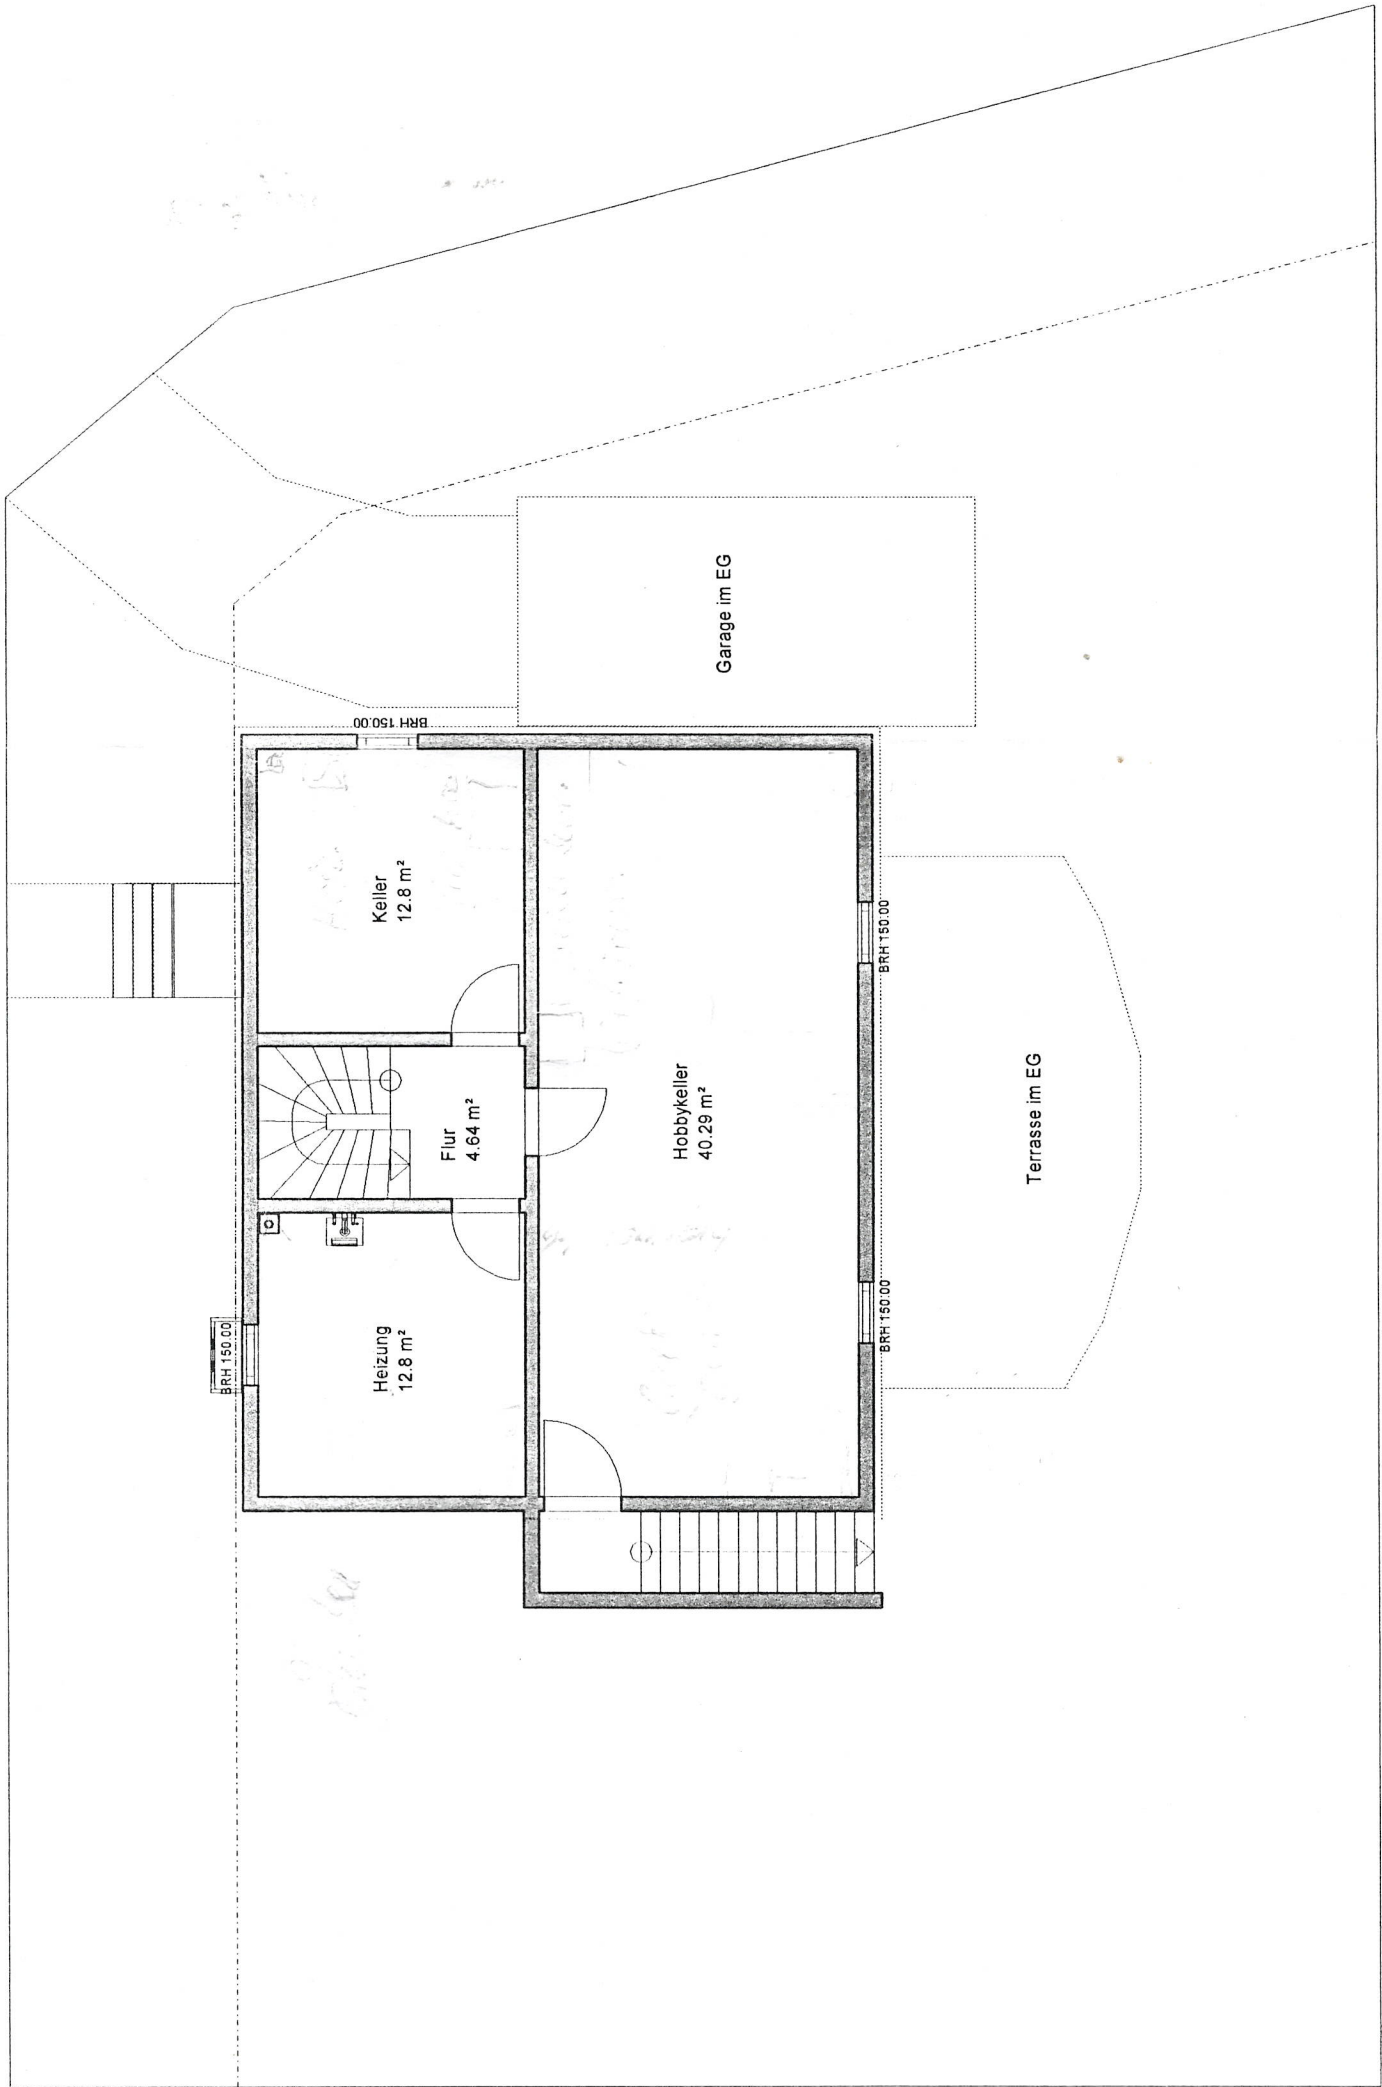 BRH 150.00
Heizung
12.8 m²
Flur
4.64 m²
Keller
12.8 m²
BRH 150.00
Hobbykeller
40.29 m²
BRH 150.00
BRH 150.00
Garage im EG
Terrasse im EG